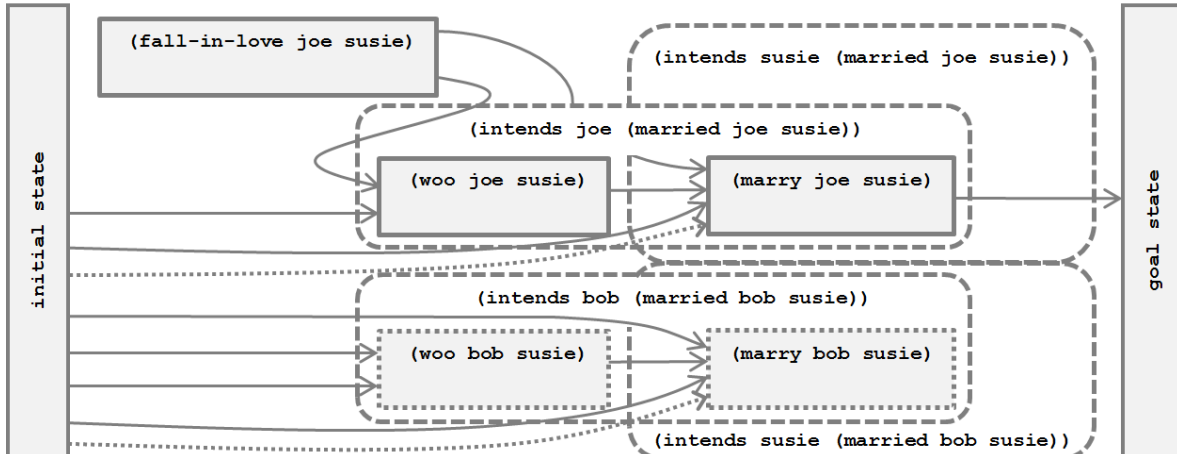 initial state
(fall-in-love joe susie)
(intends susie (married joe susie))
(intends joe (married joe susie))
(woo joe susie)
(marry joe susie)
(intends bob (married bob susie))
(woo bob susie)
(marry bob susie)
(intends susie (married bob susie))
goal state